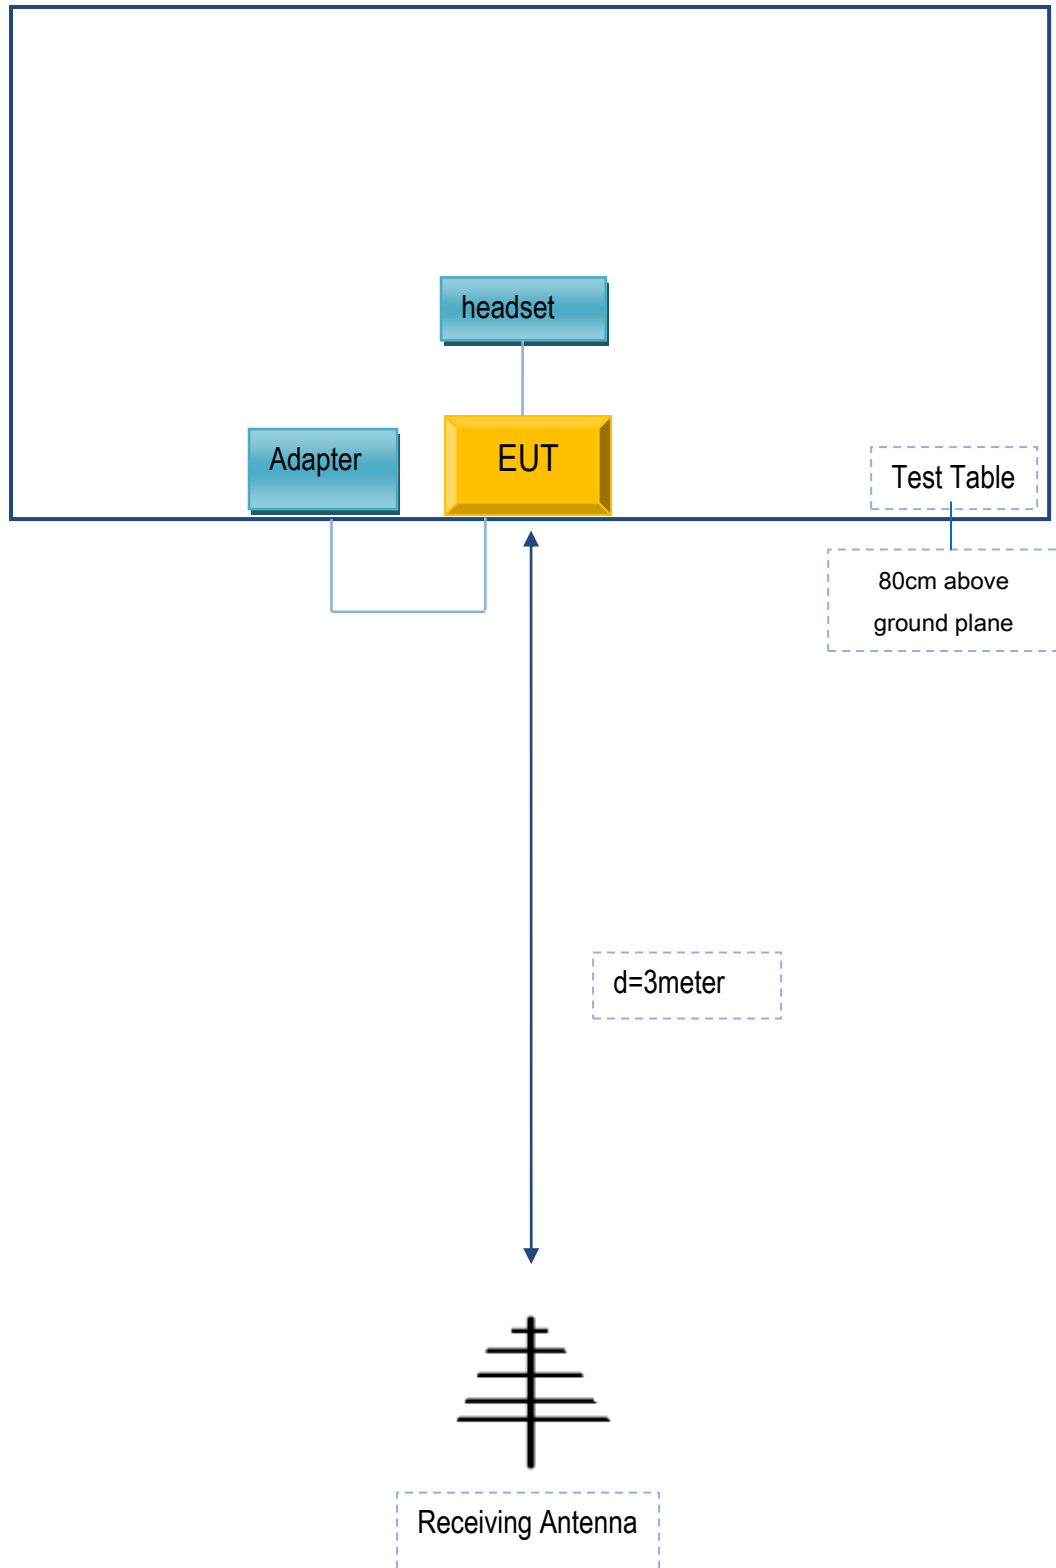 headset
Adapter
EUT
Test Table
80cm above
ground plane
d=3meter
Receiving Antenna